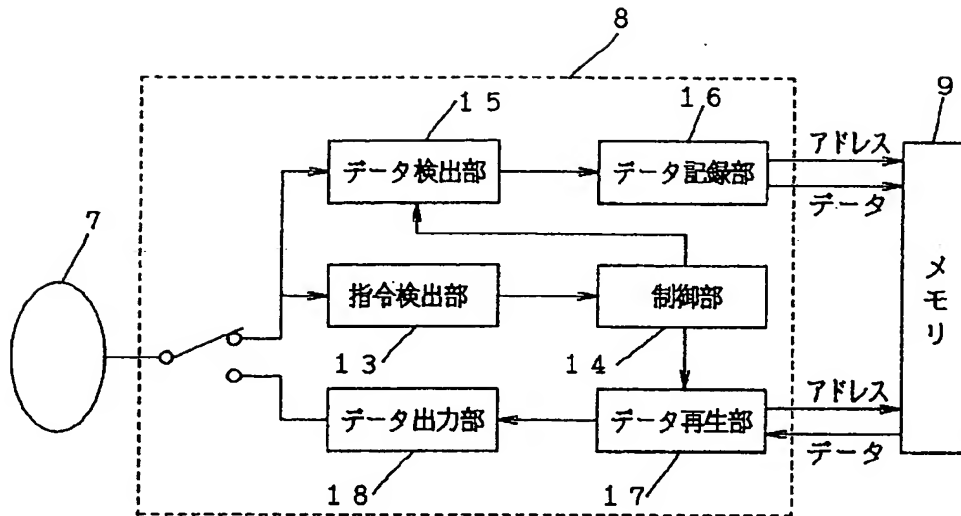 8
15
16
9
データ検出部
データ記録部
アドレス
データ
7
指令検出部
制御部
メモリ
13
14
データ出力部
データ再生部
アドレス
データ
18
17